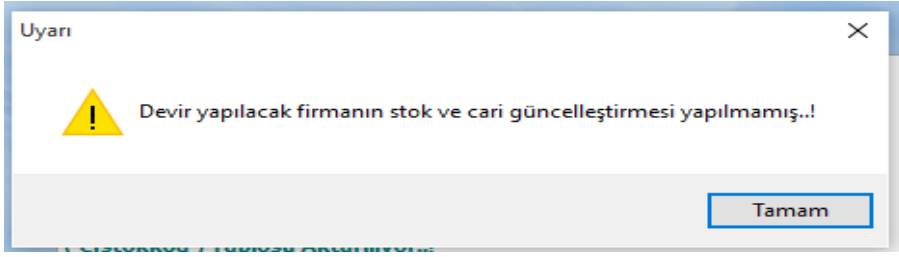 Uyarı
Devir yapılacak firmanın stok ve cari güncelleştirmesi yapılmamış..!
Tamam